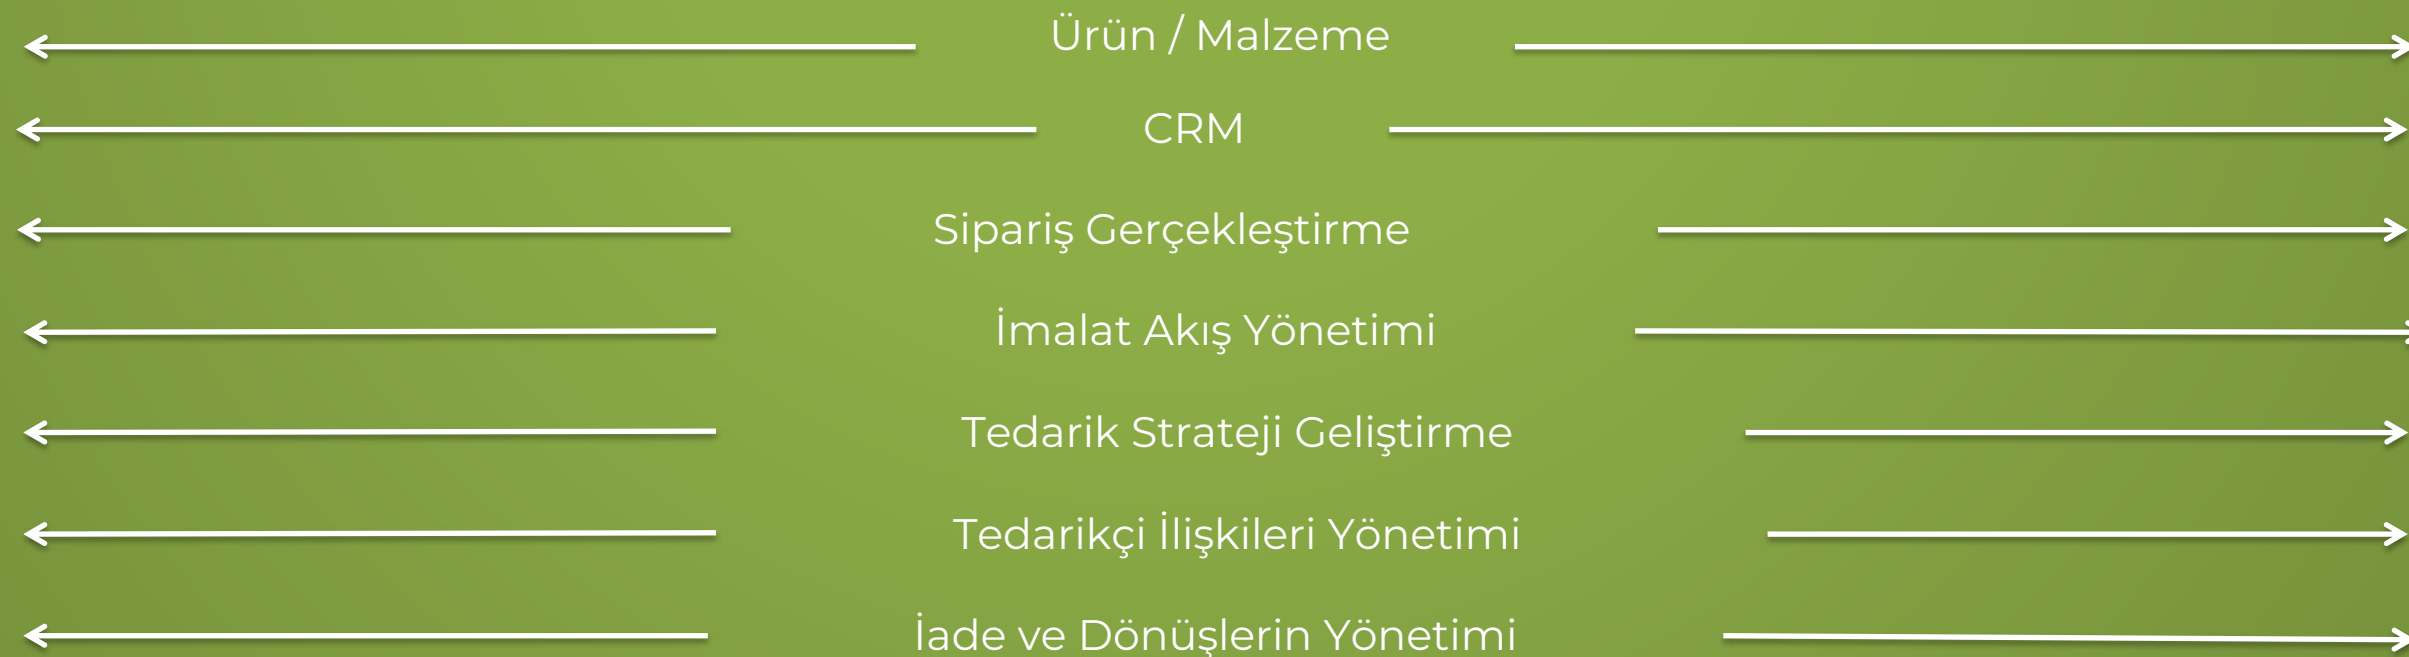 Ürün / Malzeme
CRM
Sipariş Gerçekleştirme
İmalat Akış Yönetimi
Tedarik Strateji Geliştirme
Tedarikçi İlişkileri Yönetimi
İade ve Dönüşlerin Yönetimi